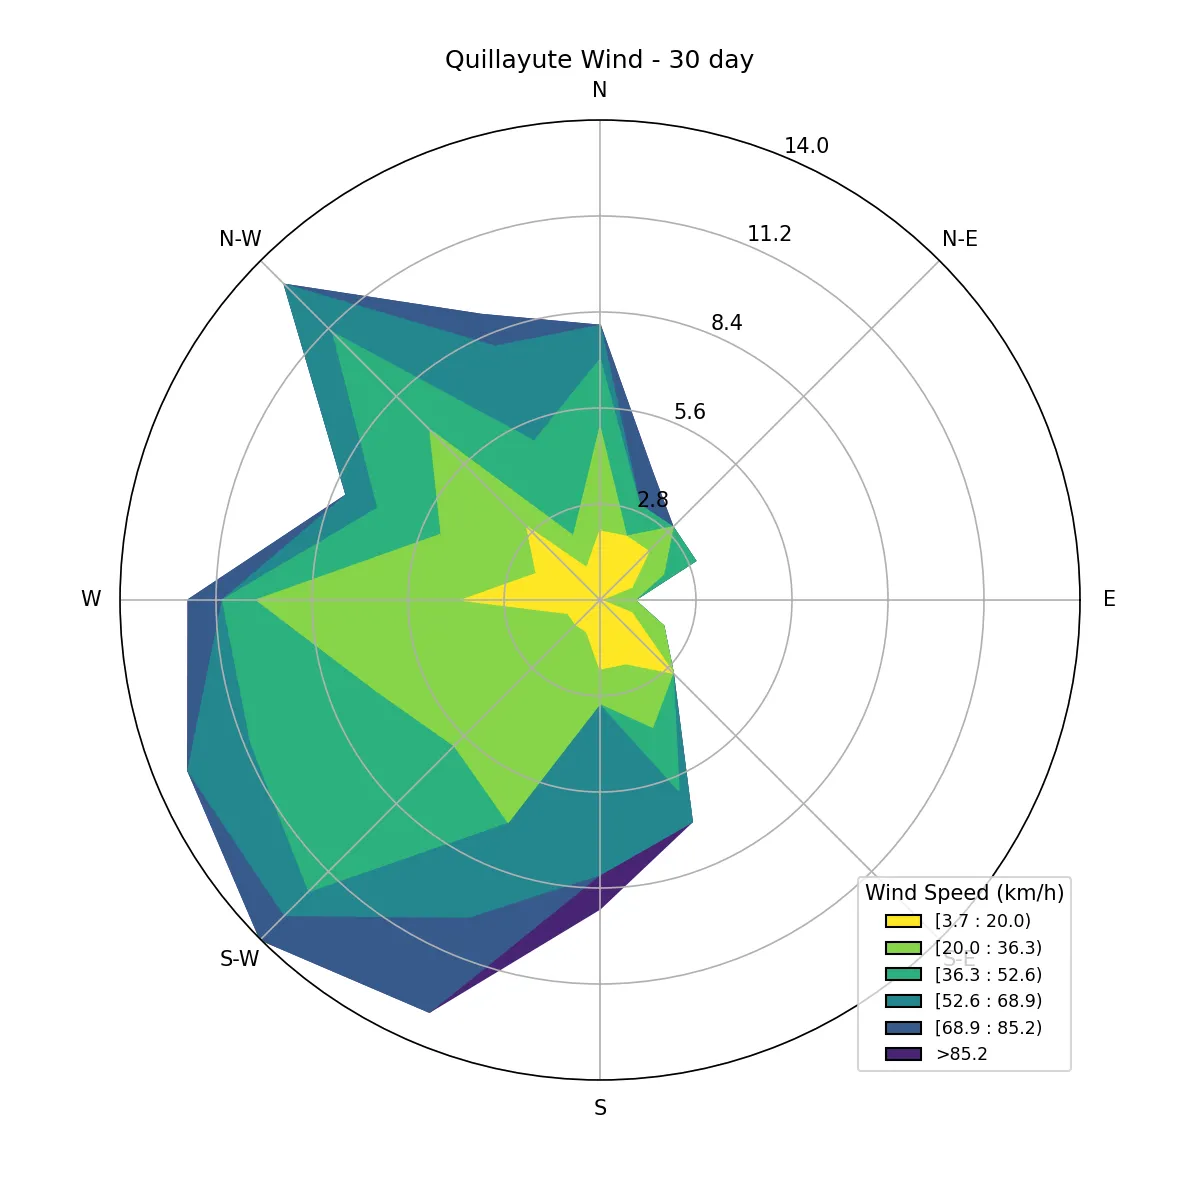 Quillayute Wind - 30 day
N
14.0
11.2
N-W
N-E
8.4
5.6
2.8
W
E
S-W
S-E
S
Wind Speed (km/h)
[3.7 : 20.0)
[20.0 : 36.3)
[36.3 : 52.6)
[52.6 : 68.9)
[68.9 : 85.2)
>85.2